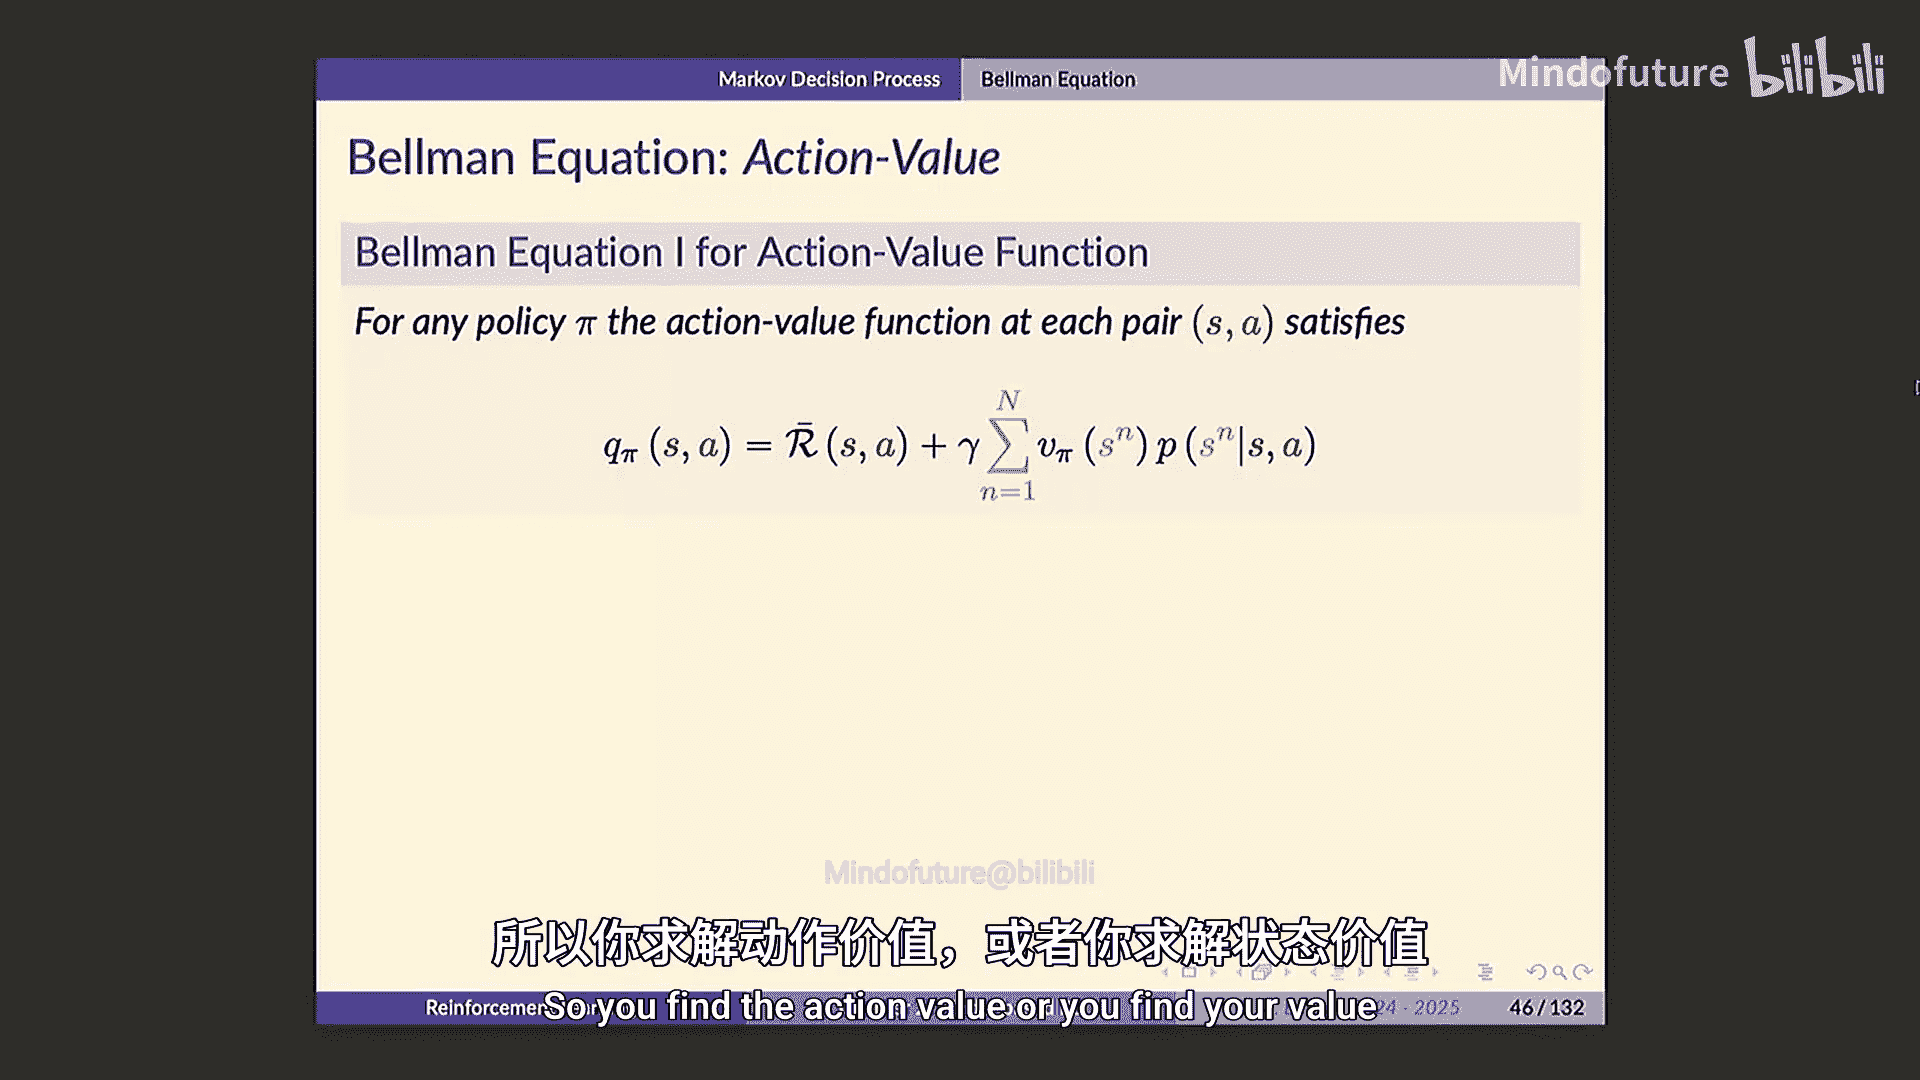 Markov Decision Process Bellman Equation
Mindofuture bilibili
Bellman Equation: Action-Value
Bellman Equation I for Action-Value Function
For any policy π the action-value function at each pair (s, a) satisfies
q_π (s, a) = R̄ (s, a) + γ ∑_{n=1}^{N} v_π (sⁿ) p (sⁿ|s, a)
Mindofuture@bilibili
所以你求解动作价值，或者你求解状态价值
So you find the action value or you find your value
2025 46 / 132